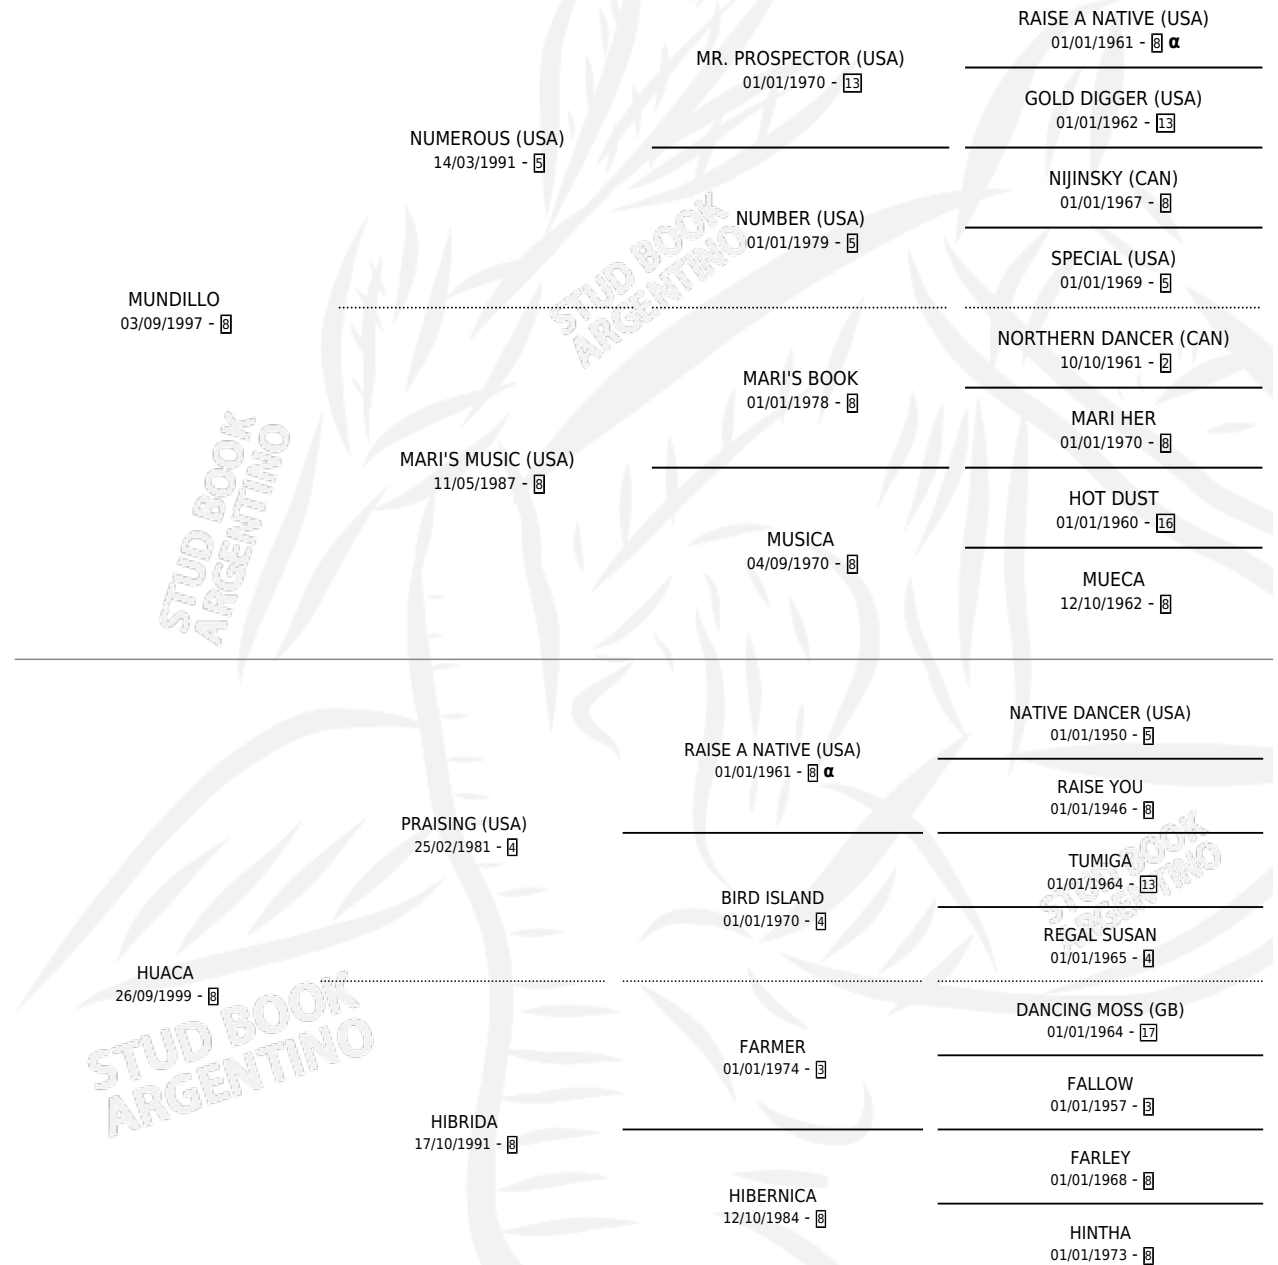 RAISE A NATIVE (USA)
01/01/1961 - 8 α
MR. PROSPECTOR (USA)
01/01/1970 - 13
GOLD DIGGER (USA)
01/01/1962 - 13
NUMEROUS (USA)
14/03/1991 - 5
NIJINSKY (CAN)
01/01/1967 - 8
NUMBER (USA)
01/01/1979 - 5
SPECIAL (USA)
01/01/1969 - 5
STUD BOOK
ARGENTINO
MUNDILLO
03/09/1997 - 8
NORTHERN DANCER (CAN)
10/10/1961 - 2
MARI'S BOOK
01/01/1978 - 8
MARI HER
01/01/1970 - 8
MARI'S MUSIC (USA)
11/05/1987 - 8
HOT DUST
01/01/1960 - 16
MUSICA
04/09/1970 - 8
MUECA
12/10/1962 - 8
STUD BOOK
ARGENTINO
NATIVE DANCER (USA)
01/01/1950 - 5
RAISE A NATIVE (USA)
01/01/1961 - 8 α
RAISE YOU
01/01/1946 - 8
PRAISING (USA)
25/02/1981 - 4
TUMIGA
01/01/1964 - 13
BIRD ISLAND
01/01/1970 - 4
REGAL SUSAN
01/01/1965 - 4
STUD BOOK
ARGENTINO
HUACA
26/09/1999 - 8
DANCING MOSS (GB)
01/01/1964 - 17
FARMER
01/01/1974 - 3
FALLOW
01/01/1957 - 3
HIBRIDA
17/10/1991 - 8
FARLEY
01/01/1968 - 8
HIBERNICA
12/10/1984 - 8
HINTHA
01/01/1973 - 8
STUD BOOK
ARGENTINO